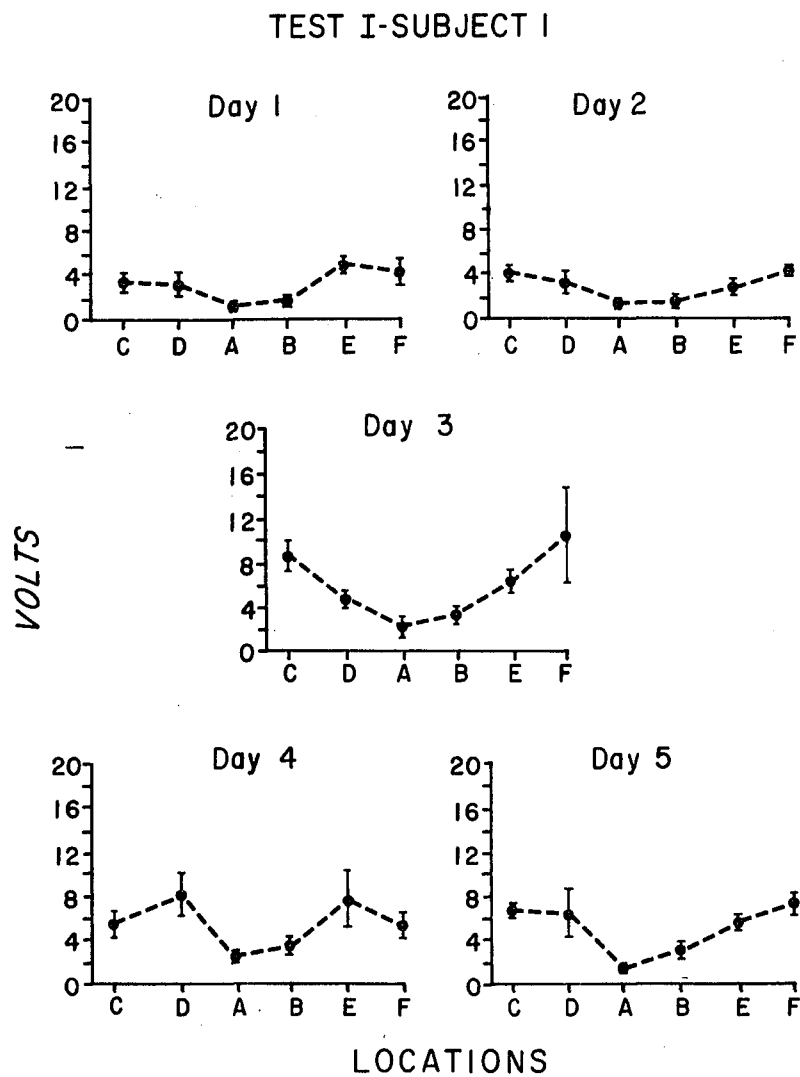 TEST I-SUBJECT I
Day 1
20
16
12
8
4
0
C D A B E F
Day 2
20
16
12
8
4
0
C D A B E F
Day 3
20
16
12
8
4
0
C D A B E F
VOLTS
Day 4
20
16
12
8
4
0
C D A B E F
Day 5
20
16
12
8
4
0
C D A B E F
LOCATIONS